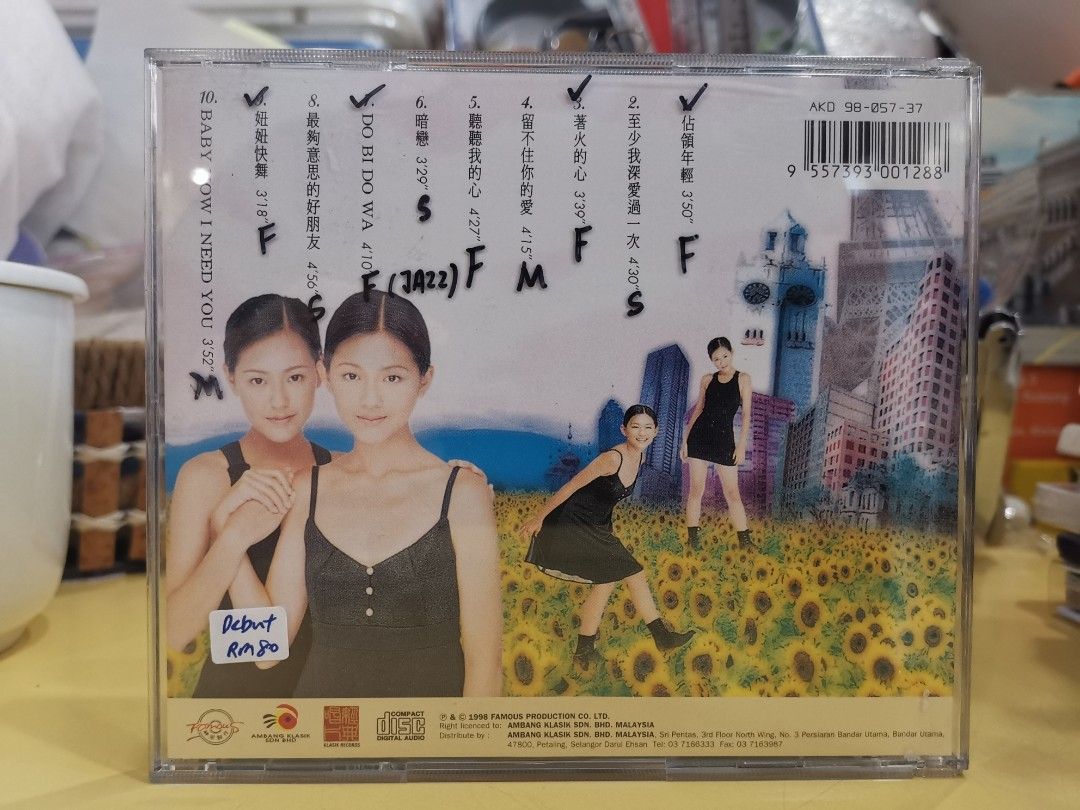 AKD 98-057-37
9 557393 001288
✓ 佔領年輕 3'50" F
2. 至少我深愛過一次 4'30" S
✓ 3. 著火的心 3'39" F
4. 留不住你的愛 4'15" M
5. 聽聽我的心 4'27" F
6. 暗戀 3'29" S
✓ DO BI DO WA 4'10 F (JAZZ)
8. 最夠意思的好朋友 4'56" S
✓ 9. 妞妞快舞 3'18" F
10. BABY NOW I NEED YOU 3'52" M
Debut
RM80
FAMOUS
AMBANG KLASIK
SDN BHD
KLASIK RECORDS
COMPACT
disc
DIGITAL AUDIO
℗ & © 1998 FAMOUS PRODUCTION CO. LTD.
Right licenced to: AMBANG KLASIK SDN. BHD. MALAYSIA
Distribute by : AMBANG KLASIK SDN. BHD. MALAYSIA, Sri Pentas, 3rd Floor North Wing, No. 3 Persiaran Bandar Utama, Bandar Utama,
47800, Petaling, Selangor Darul Ehsan Tel: 03 7166333 Fax: 03 7163987